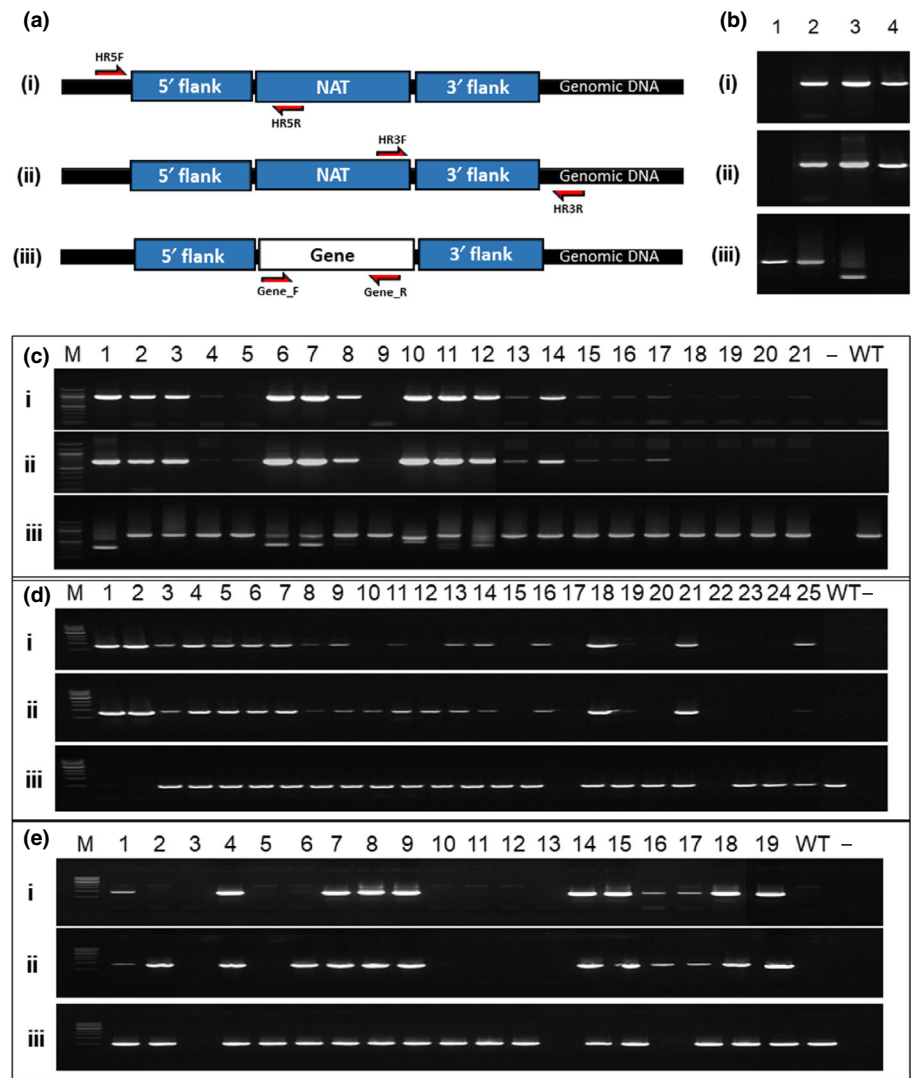 (a)
HR5F
(i) 5′ flank NAT 3′ flank Genomic DNA
HR5R
HR3F
(ii) 5′ flank NAT 3′ flank Genomic DNA
HR3R
(iii) 5′ flank Gene 3′ flank Genomic DNA
Gene_F Gene_R
(b) 1 2 3 4
(i)
(ii)
(iii)
(c) M 1 2 3 4 5 6 7 8 9 10 11 12 13 14 15 16 17 18 19 20 21 – WT
i
ii
iii
(d) M 1 2 3 4 5 6 7 8 9 10 11 12 13 14 15 16 17 18 19 20 21 22 23 24 25 WT –
i
ii
iii
(e) M 1 2 3 4 5 6 7 8 9 10 11 12 13 14 15 16 17 18 19 WT –
i
ii
iii